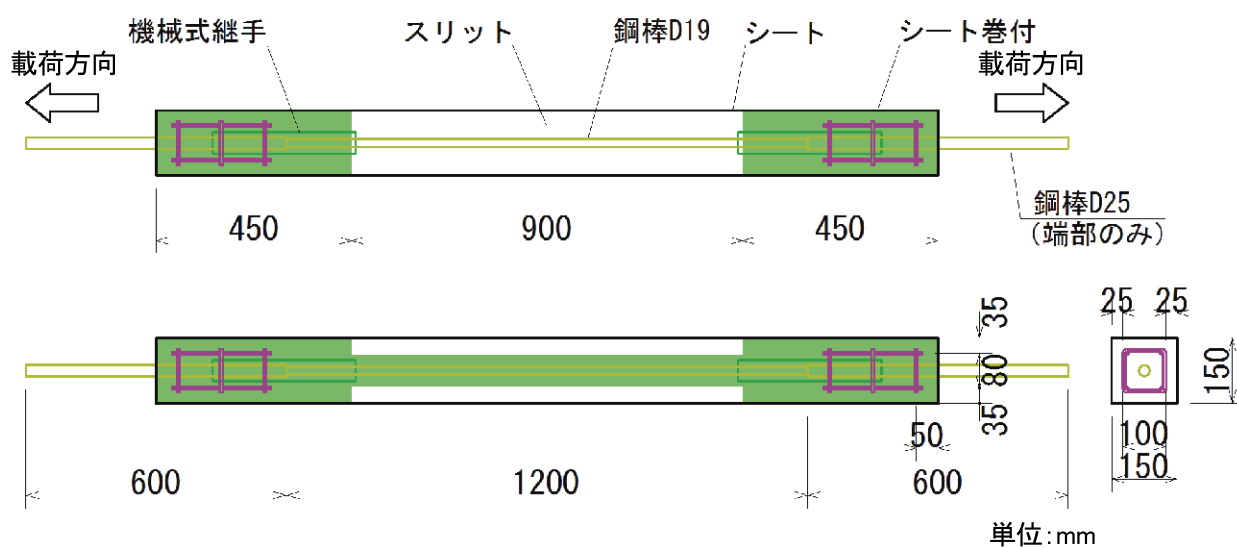 機械式継手
スリット
鋼棒D19
シート
シート巻付
載荷方向
載荷方向
鋼棒D25
(端部のみ)
450
900
450
35
80
35
50
25
25
150
100
150
600
1200
600
単位:mm